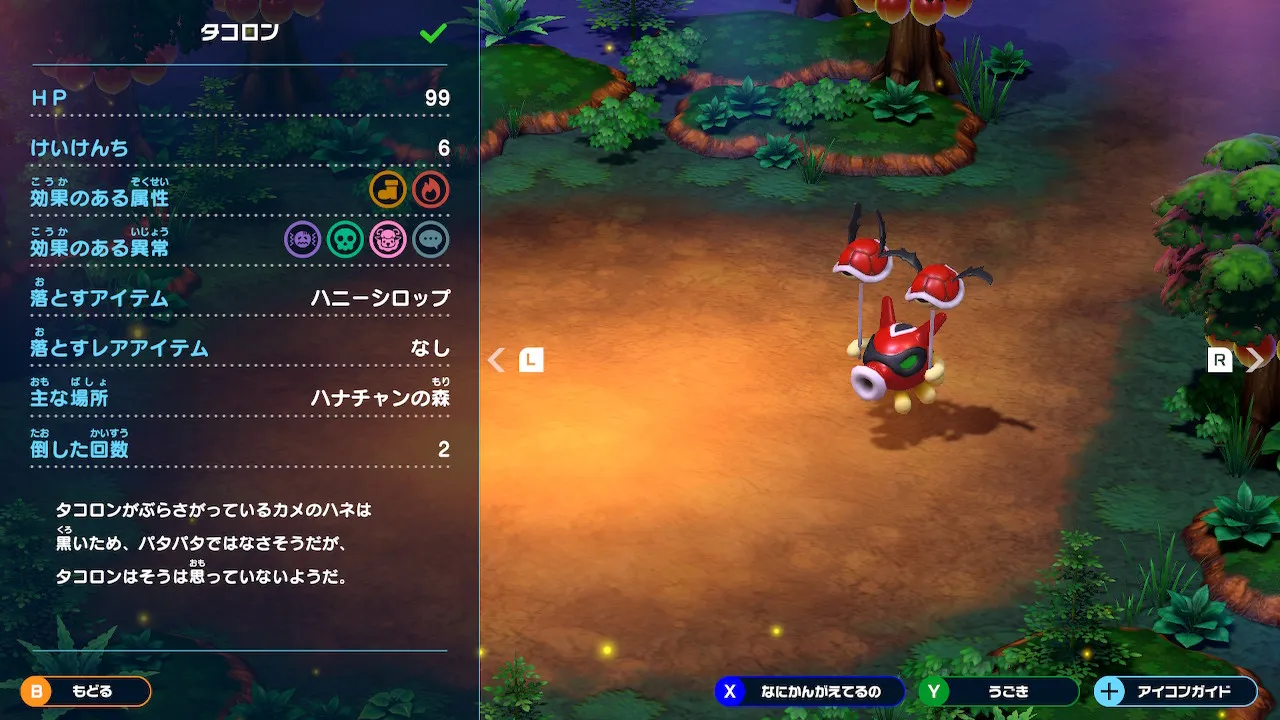 タコロン
HP 99
けいけんち 6
こうか ぞくせい
効果のある属性
こうか いじょう
効果のある異常
お
落とすアイテム ハニーシロップ
お
落とすレアアイテム なし
おも ばしょ もり
主な場所 ハナチャンの森
たお かいすう
倒した回数 2
タコロンがぶらさがっているカメのハネは
くろ
黒いため、パタパタではなさそうだが、
おも
タコロンはそうは思っていないようだ。
L
R
B もどる
X なにかんがえてるの
Y うごき
+ アイコンガイド